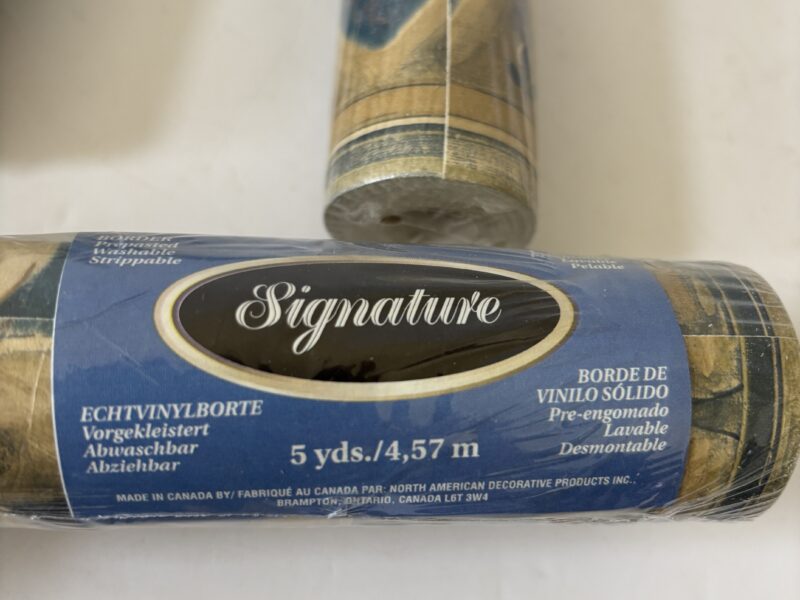 BORDER
Prepasted
Washable
Strippable
Lavable
Pelable
Signature
ECHTVINYLBORTE
Vorgekleistert
Abwaschbar
Abziehbar
5 yds./4,57 m
BORDE DE
VINILO SÓLIDO
Pre-engomado
Lavable
Desmontable
MADE IN CANADA BY/ FABRIQUÉ AU CANADA PAR: NORTH AMERICAN DECORATIVE PRODUCTS INC.,
BRAMPTON, ONTARIO, CANADA L6T 3W4